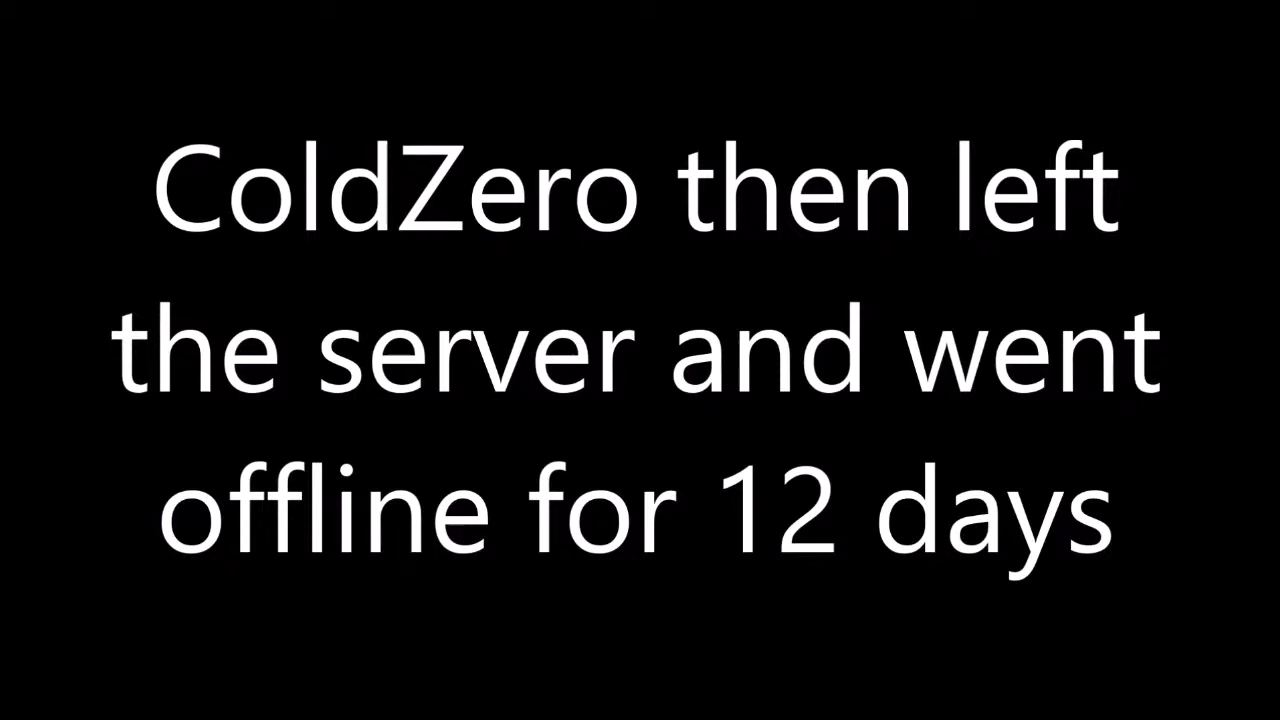 ColdZero then left
the server and went
offline for 12 days